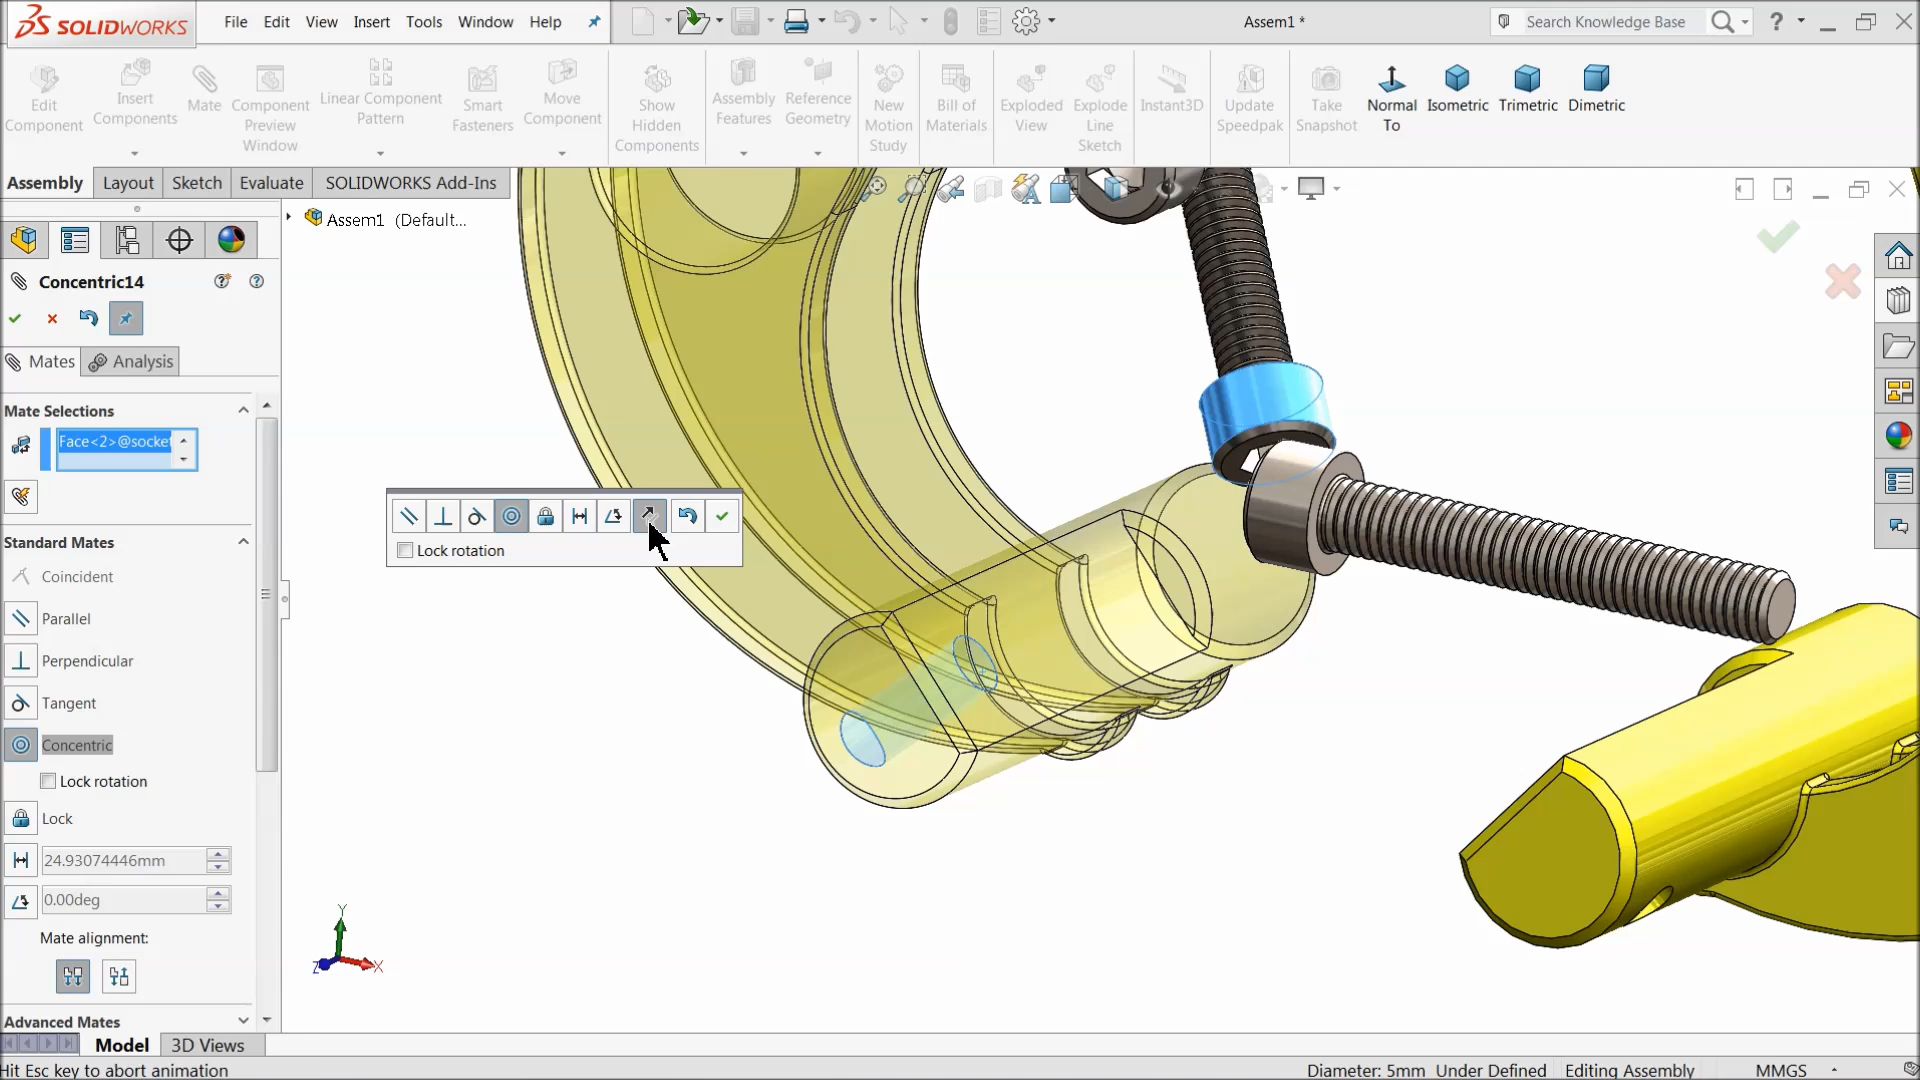 SOLIDWORKS
File Edit View Insert Tools Window Help
Assem1 *
Search Knowledge Base
Edit Component
Insert Components
Mate
Component Preview Window
Linear Component Pattern
Smart Fasteners
Move Component
Show Hidden Components
Assembly Features
Reference Geometry
New Motion Study
Bill of Materials
Exploded View
Explode Line Sketch
Instant3D
Update Speedpak
Take Snapshot
Normal To
Isometric
Trimetric
Dimetric
Assembly Layout Sketch Evaluate SOLIDWORKS Add-Ins
Assem1 (Default...
Concentric14
Mates Analysis
Mate Selections
Face<2>@socket
Standard Mates
Coincident
Parallel
Perpendicular
Tangent
Concentric
Lock rotation
Lock
24.93074446mm
0.00deg
Mate alignment:
Advanced Mates
Lock rotation
Y
Z
X
Model 3D Views
Hit Esc key to abort animation
Diameter: 5mm Under Defined Editing Assembly MMGS